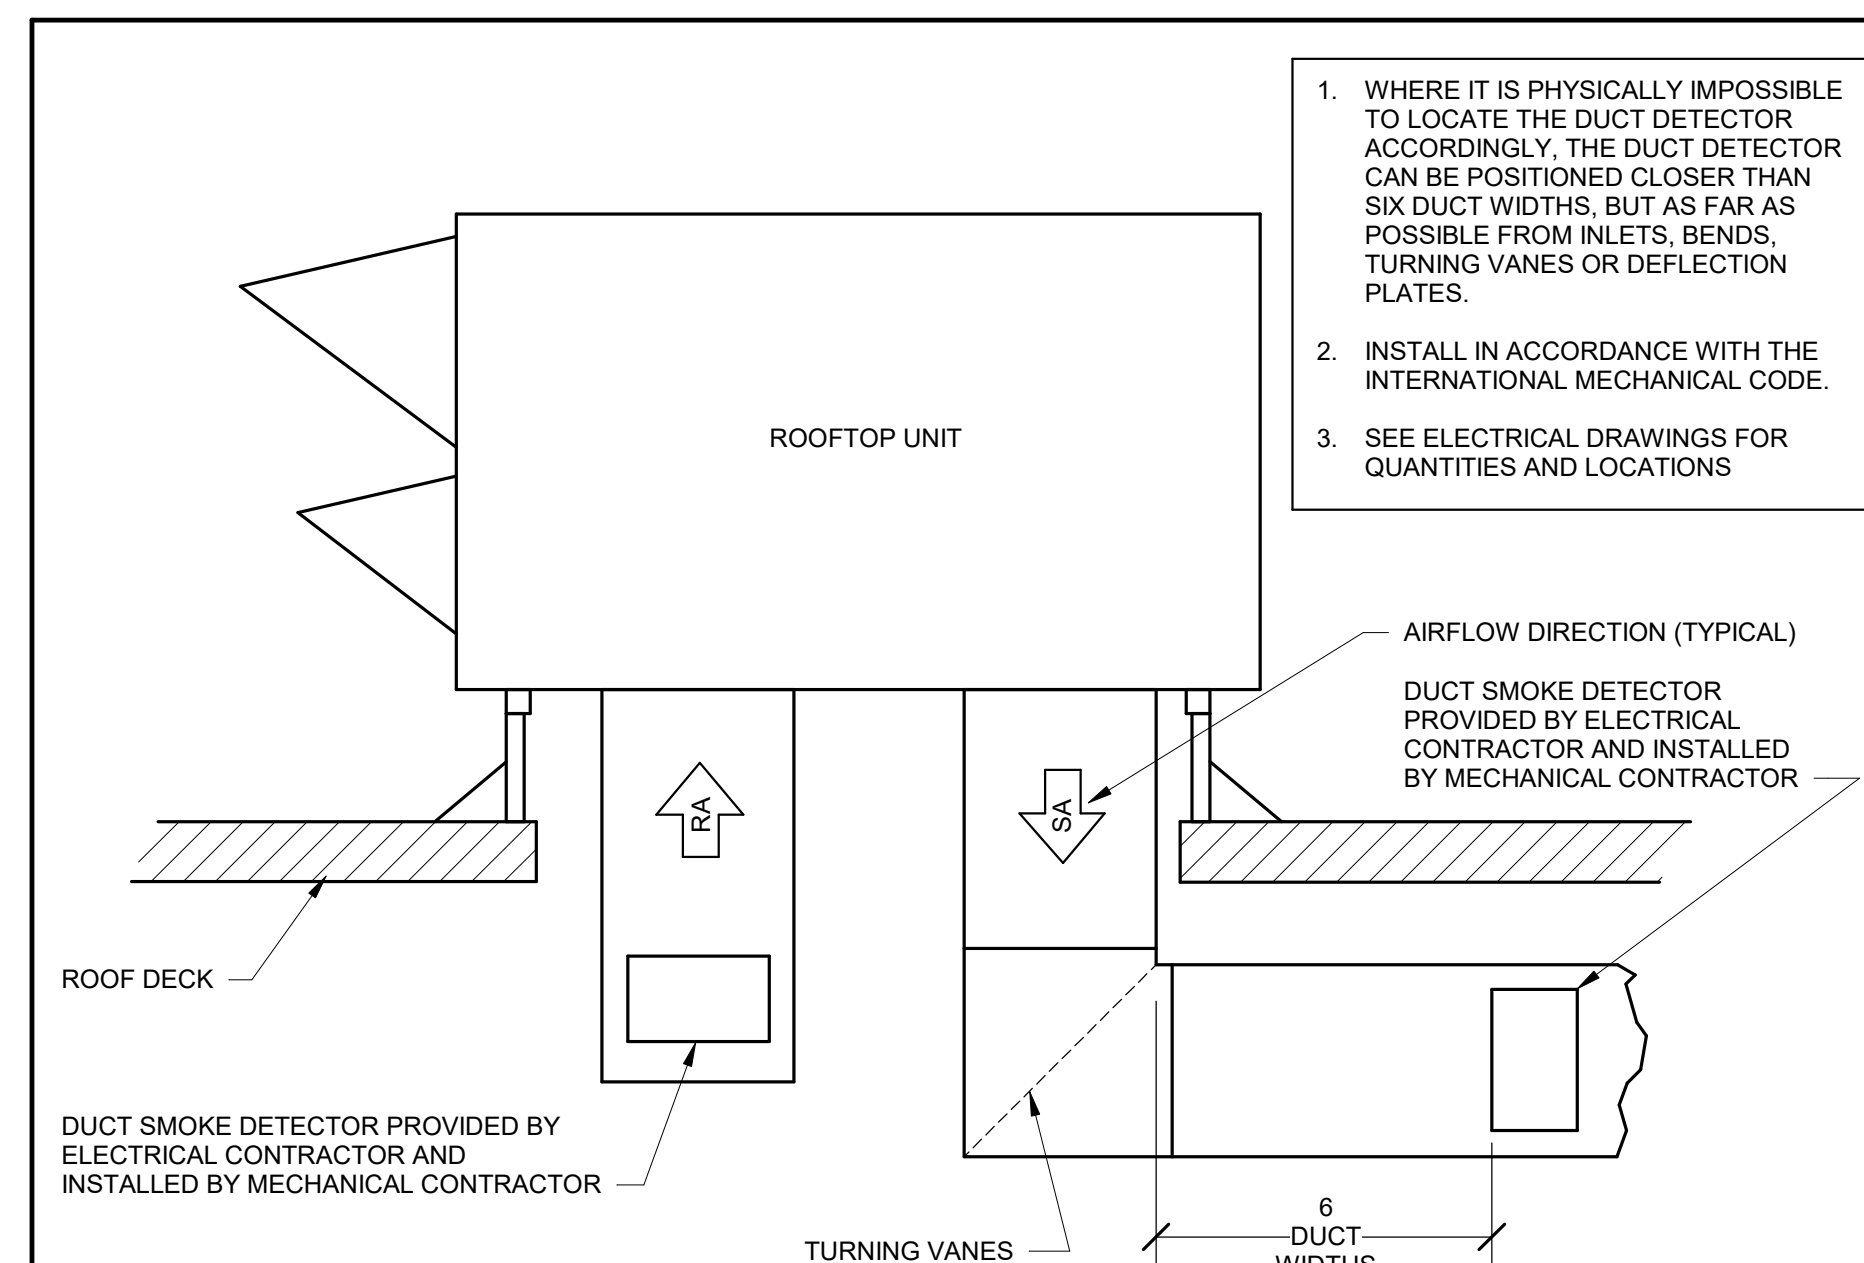 1. WHERE IT IS PHYSICALLY IMPOSSIBLE
TO LOCATE THE DUCT DETECTOR
ACCORDINGLY, THE DUCT DETECTOR
CAN BE POSITIONED CLOSER THAN
SIX DUCT WIDTHS, BUT AS FAR AS
POSSIBLE FROM INLETS, BENDS,
TURNING VANES OR DEFLECTION
PLATES.
2. INSTALL IN ACCORDANCE WITH THE
INTERNATIONAL MECHANICAL CODE.
3. SEE ELECTRICAL DRAWINGS FOR
QUANTITIES AND LOCATIONS
ROOFTOP UNIT
AIRFLOW DIRECTION (TYPICAL)
DUCT SMOKE DETECTOR
PROVIDED BY ELECTRICAL
CONTRACTOR AND INSTALLED
BY MECHANICAL CONTRACTOR
RA
SA
ROOF DECK
DUCT SMOKE DETECTOR PROVIDED BY
ELECTRICAL CONTRACTOR AND
INSTALLED BY MECHANICAL CONTRACTOR
TURNING VANES
6
DUCT
WIDTHS